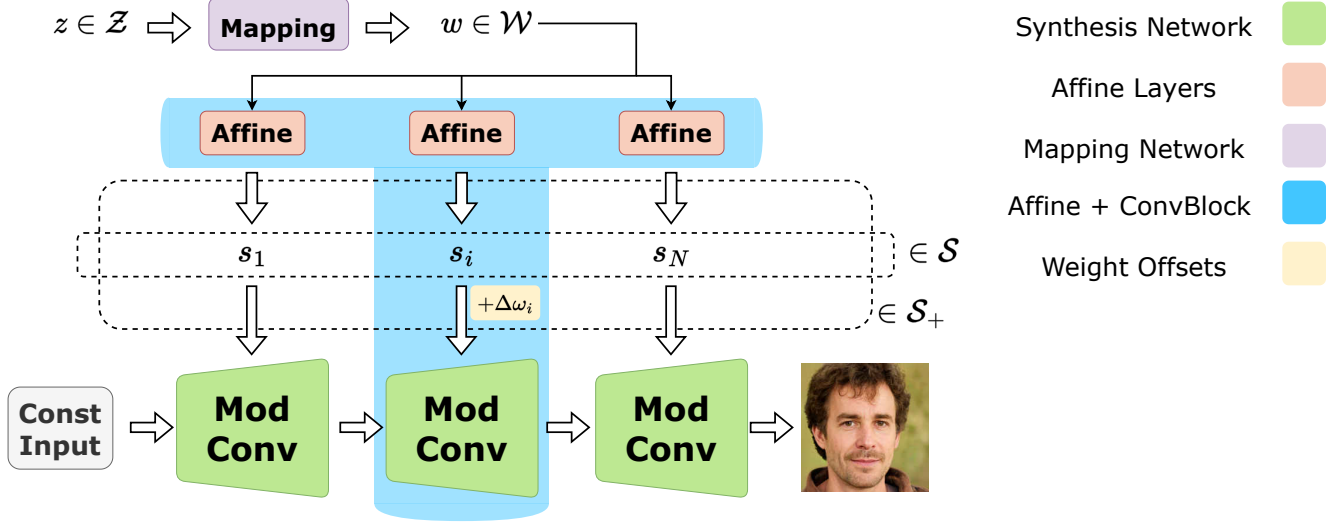 z ∈ 𝒵
Mapping
w ∈ 𝒲
Affine
Affine
Affine
s₁
sᵢ
s_N
∈ 𝒮
+Δωᵢ
∈ 𝒮₊
Const
Input
Mod
Conv
Mod
Conv
Mod
Conv
Synthesis Network
Affine Layers
Mapping Network
Affine + ConvBlock
Weight Offsets